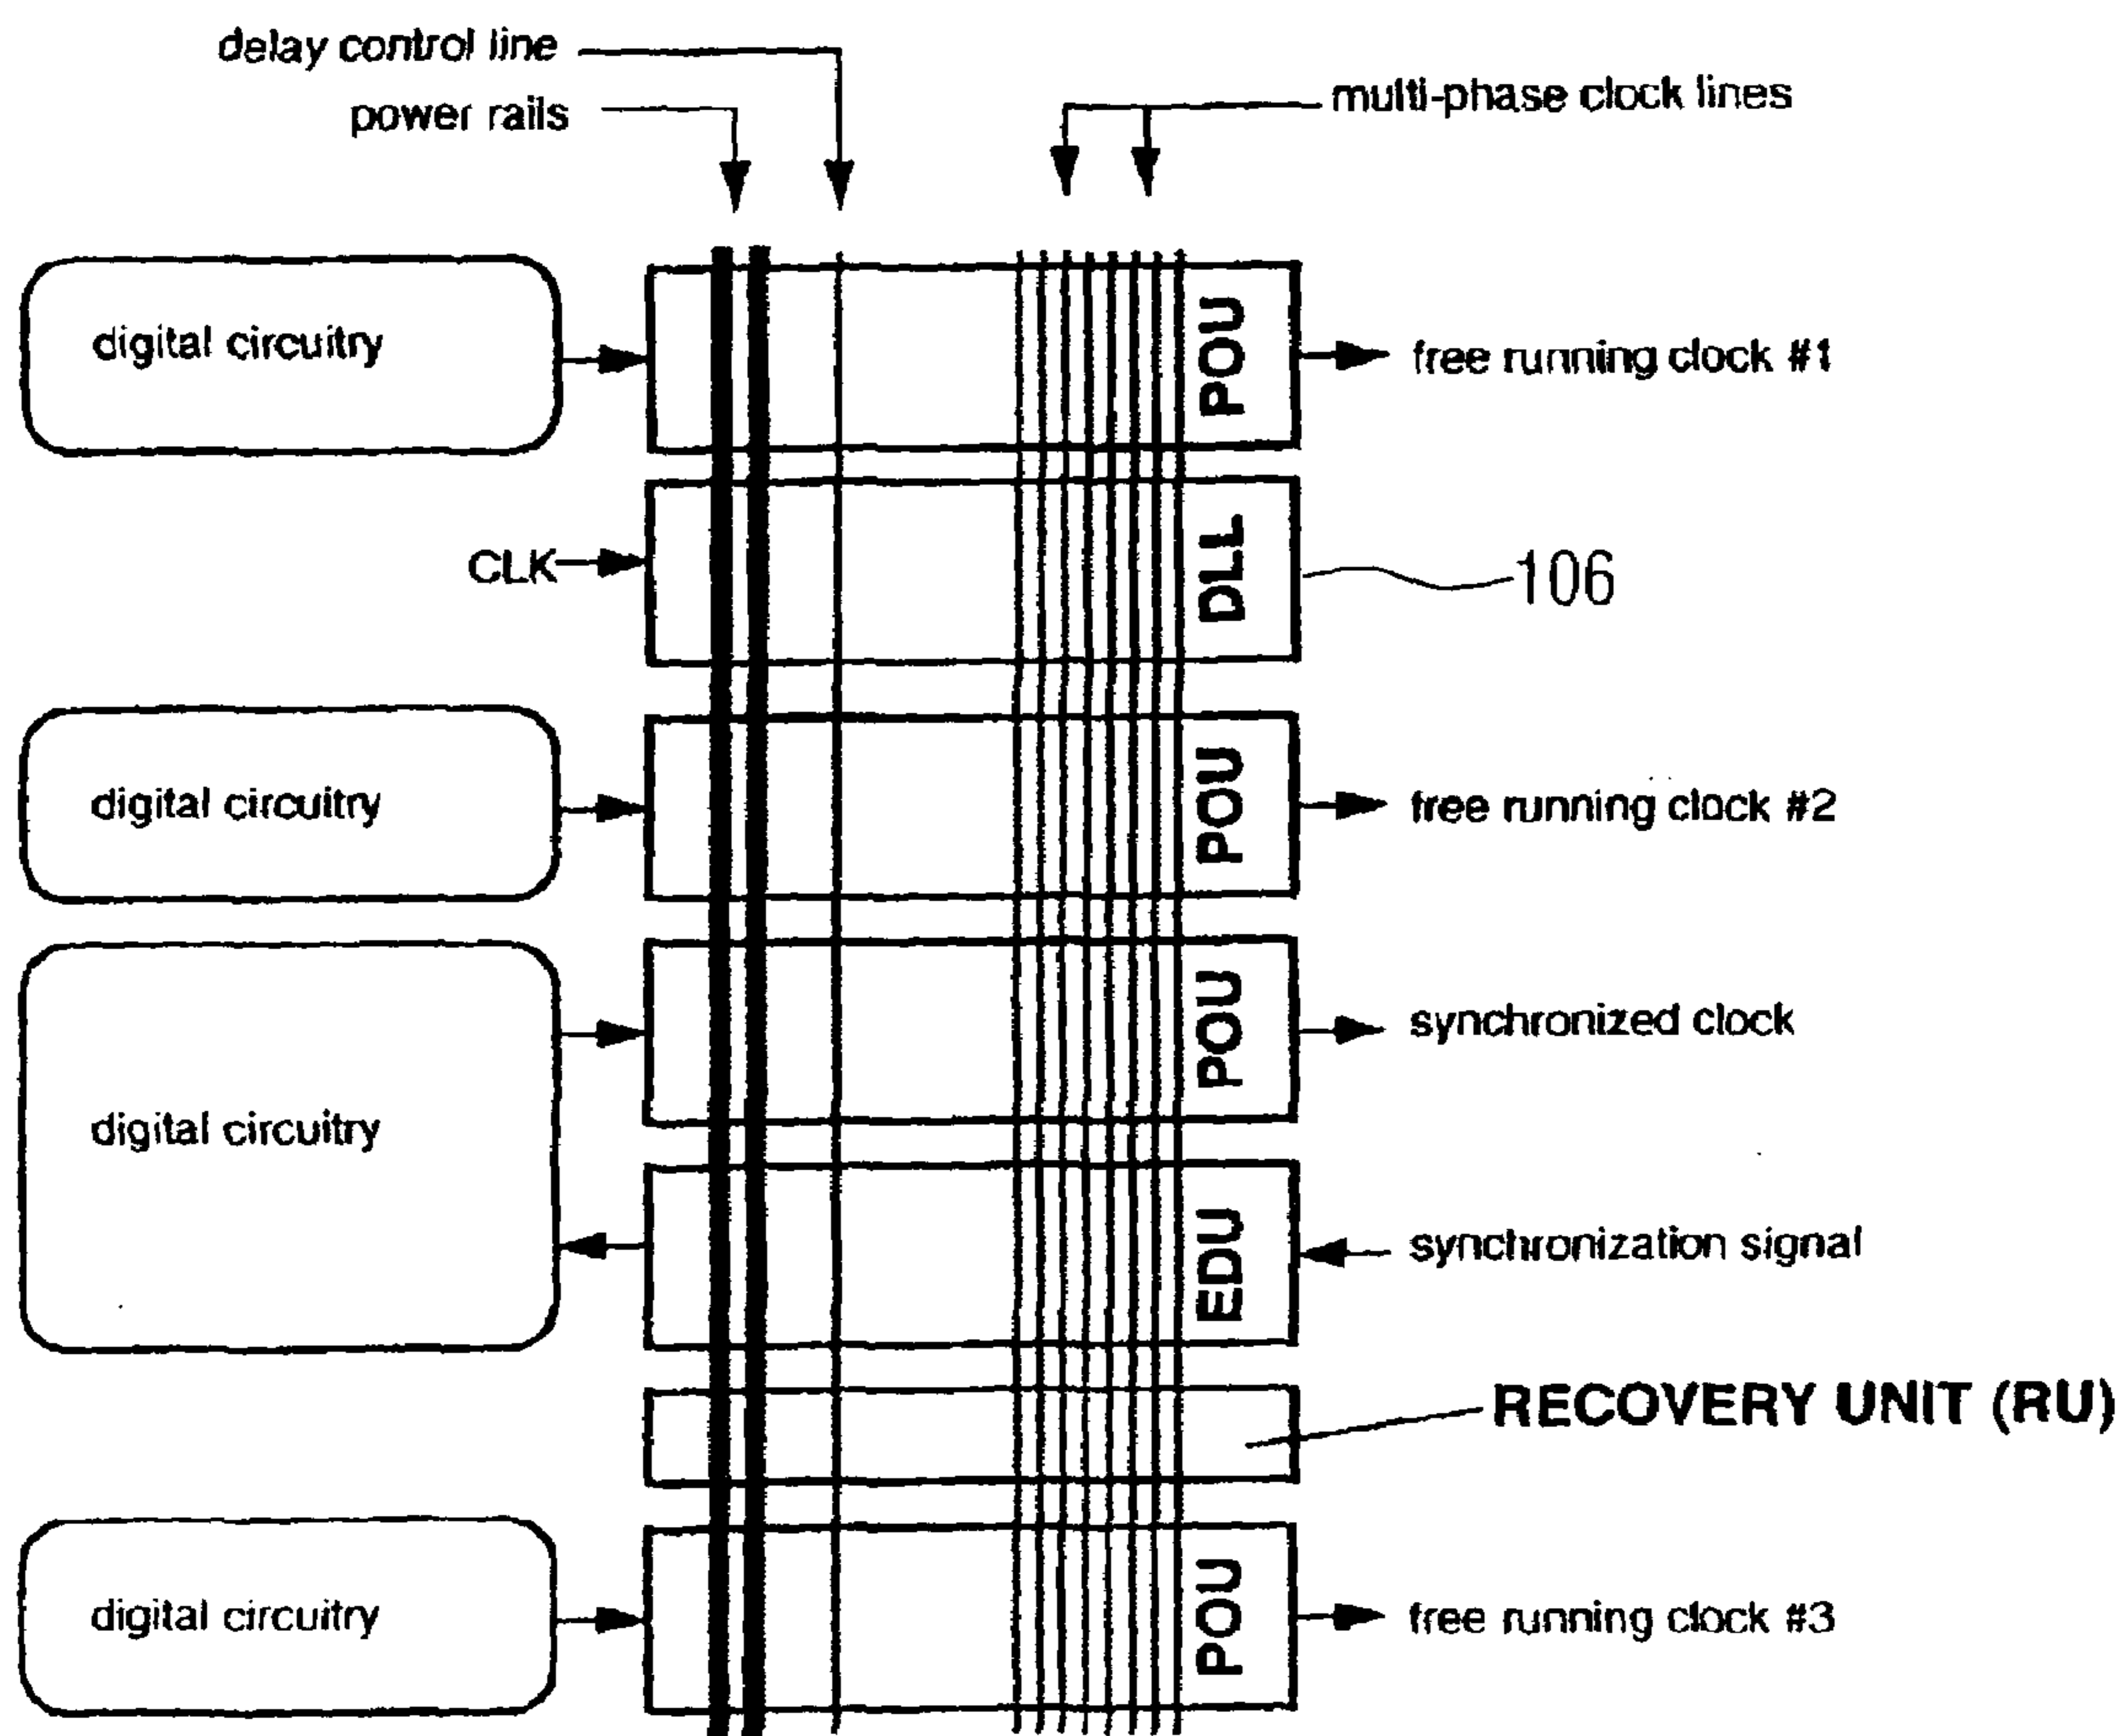 delay control line
power rails
multi-phase clock lines
digital circuitry
POU
free running clock #1
CLK
DLL
106
digital circuitry
POU
free running clock #2
POU
synchronized clock
digital circuitry
EDU
synchronization signal
RECOVERY UNIT (RU)
digital circuitry
POU
free running clock #3